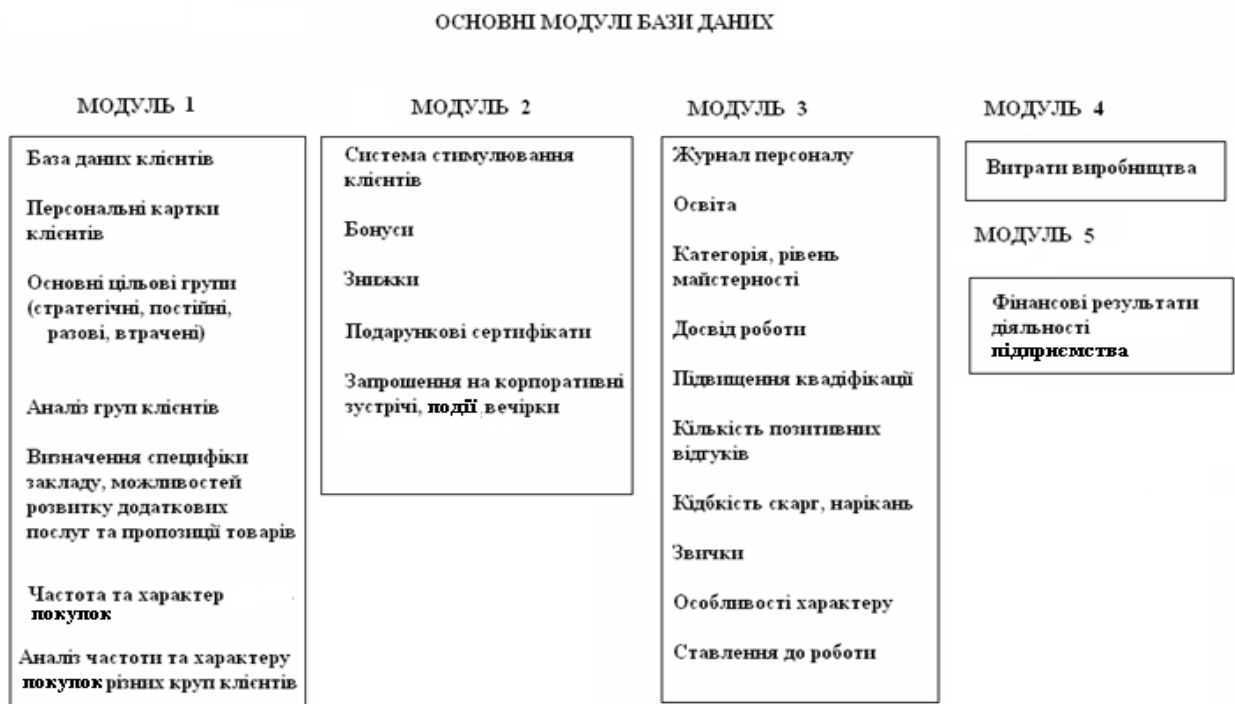 ОСНОВНІ МОДУЛІ БАЗИ ДАНИХ
МОДУЛЬ 1
База даних клієнтів
Персональні картки
клієнтів
Основні цільові групи
(стратегічні, постійні,
разові, втрачені)
Аналіз груп клієнтів
Визначення специфіки
закладу, можливостей
розвитку додаткових
послуг та пропозиції товарів
Частота та характер
покупок
Аналіз частоти та характеру
покупок різних круп клієнтів
МОДУЛЬ 2
Система стимулювання
клієнтів
Бонуси
Знижки
Подарункові сертифікати
Запрошення на корпоративні
зустрічі, події вечірки
МОДУЛЬ 3
Журнал персоналу
Освіта
Категорія, рівень
майстерності
Досвід роботи
Підвищення квадіфікації
Кількість позитивних
відгуків
Кідбкість скарг, нарікань
Звички
Особливості характеру
Ставлення до роботи
МОДУЛЬ 4
Витрати виробництва
МОДУЛЬ 5
Фінансові результати
діяльності
підприємства